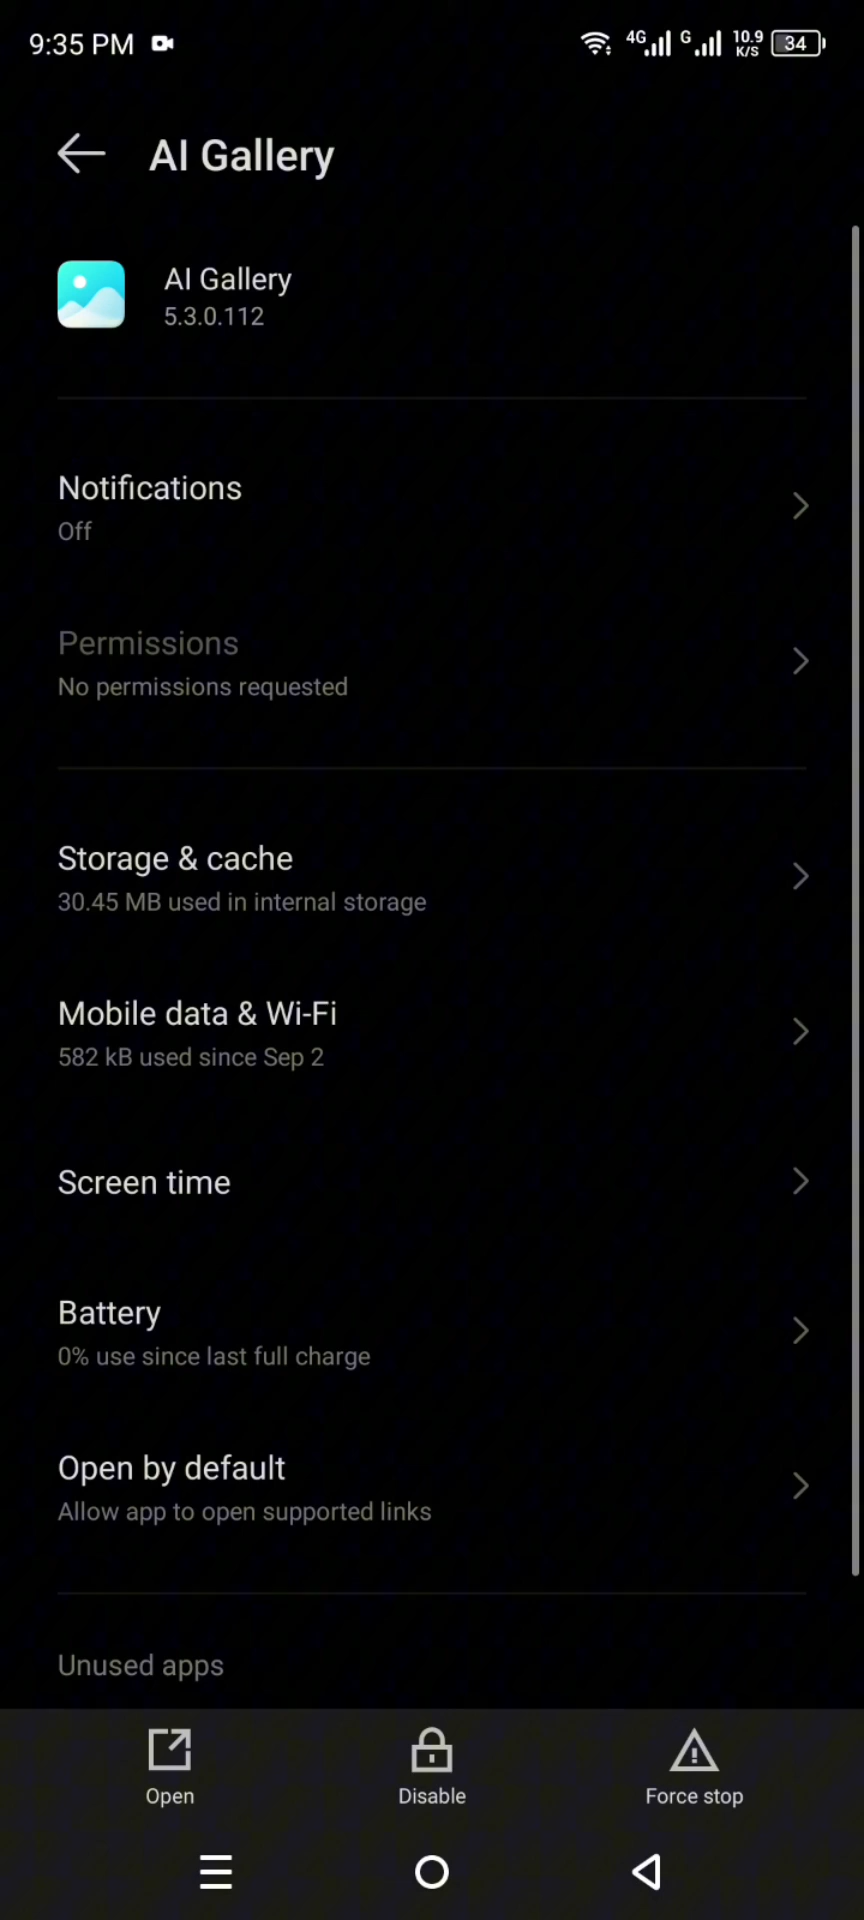 9:35 PM 4G G 10.9 K/S 34
AI Gallery
AI Gallery
5.3.0.112
Notifications
Off
Permissions
No permissions requested
Storage & cache
30.45 MB used in internal storage
Mobile data & Wi-Fi
582 kB used since Sep 2
Screen time
Battery
0% use since last full charge
Open by default
Allow app to open supported links
Unused apps
Open Disable Force stop